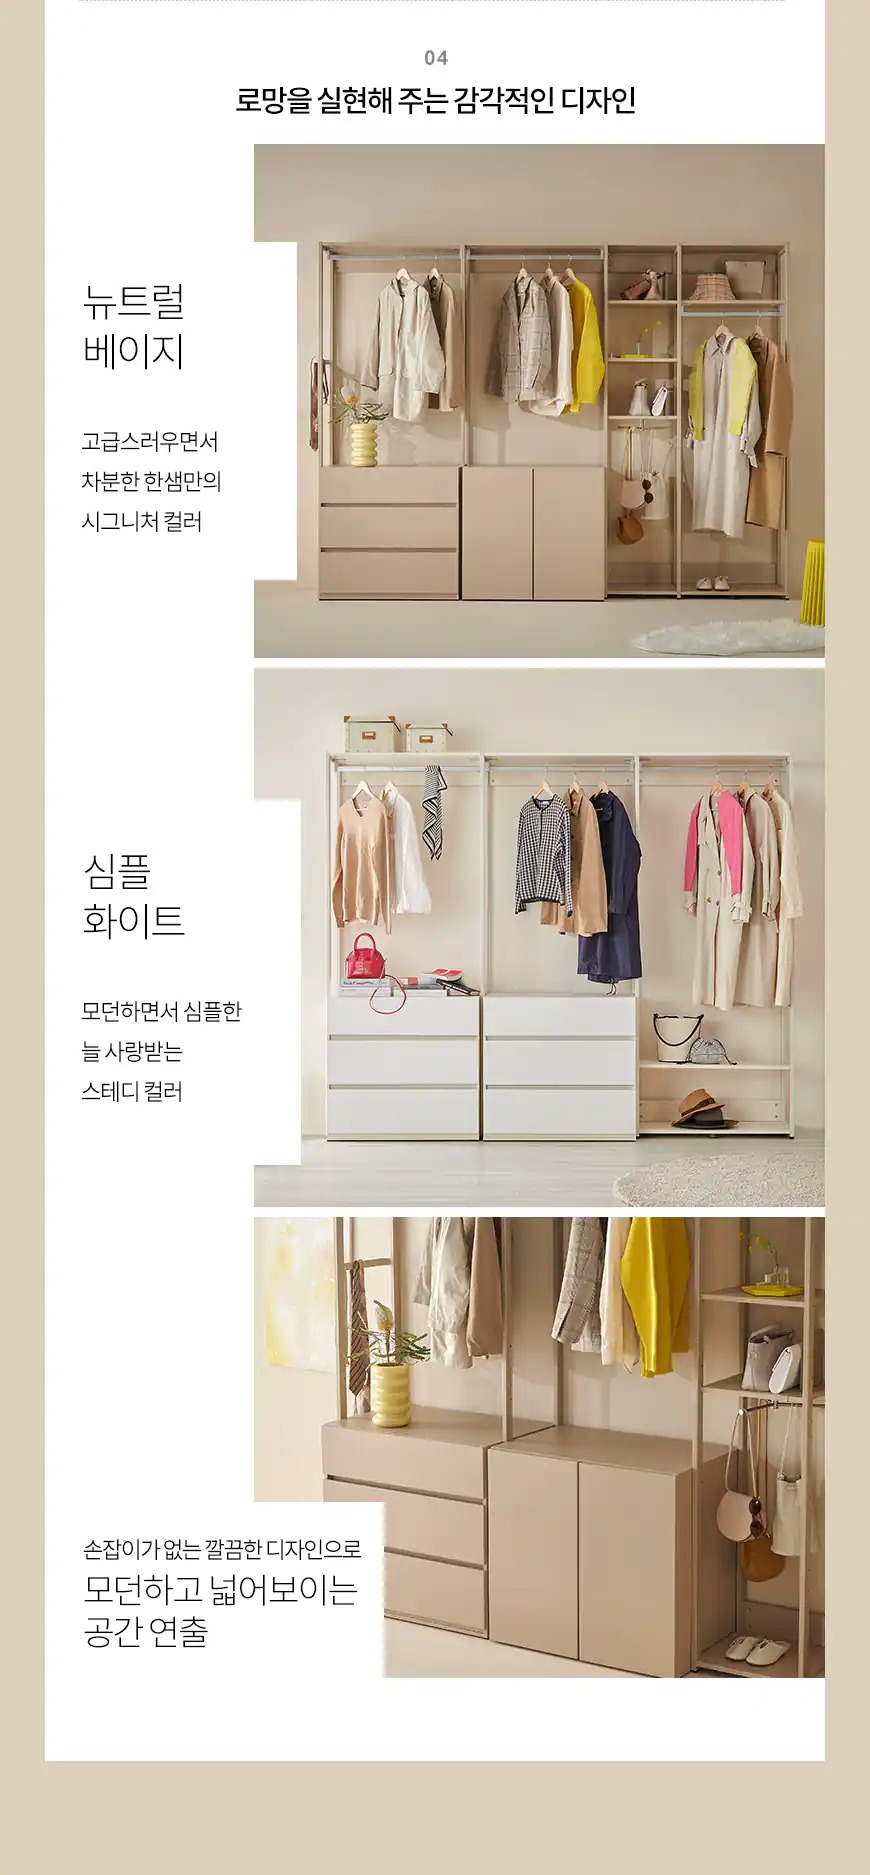 04
로망을 실현해 주는 감각적인 디자인
뉴트럴
베이지
고급스러우면서
차분한 한샘만의
시그니처 컬러
심플
화이트
모던하면서 심플한
늘 사랑받는
스테디 컬러
손잡이가 없는 깔끔한 디자인으로
모던하고 넓어보이는
공간 연출